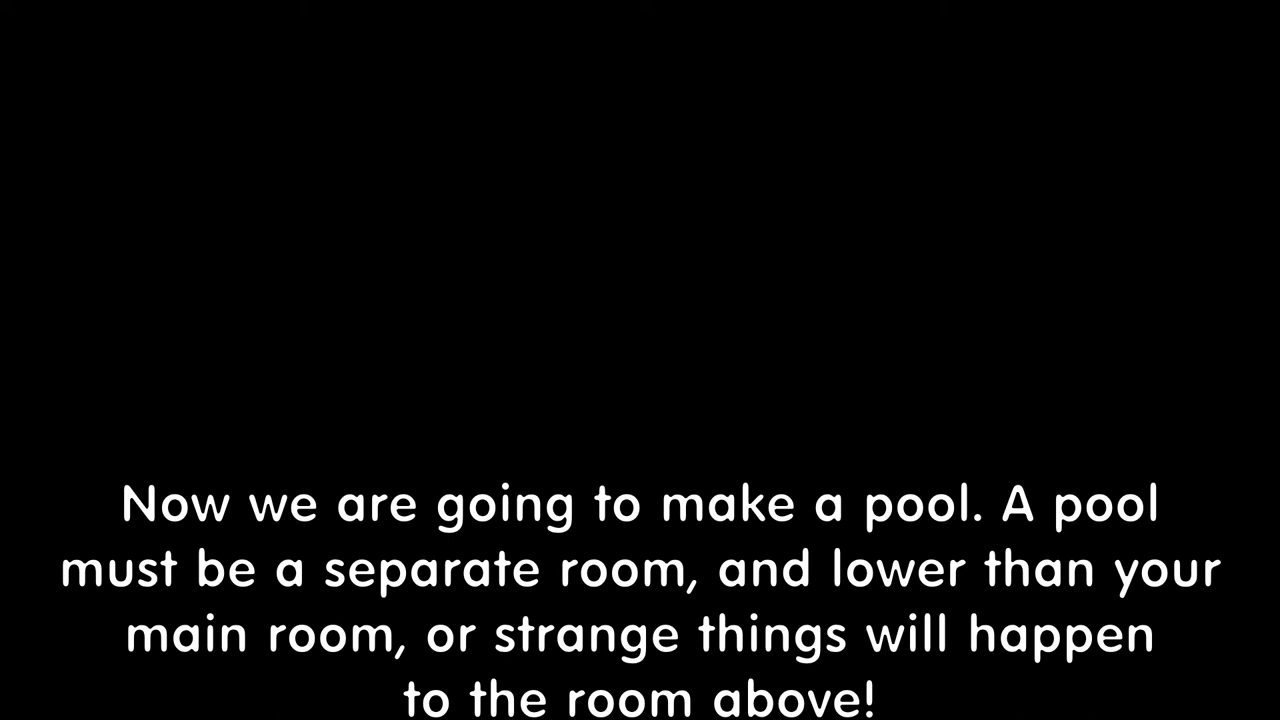 Now we are going to make a pool. A pool
must be a separate room, and lower than your
main room, or strange things will happen
to the room above!